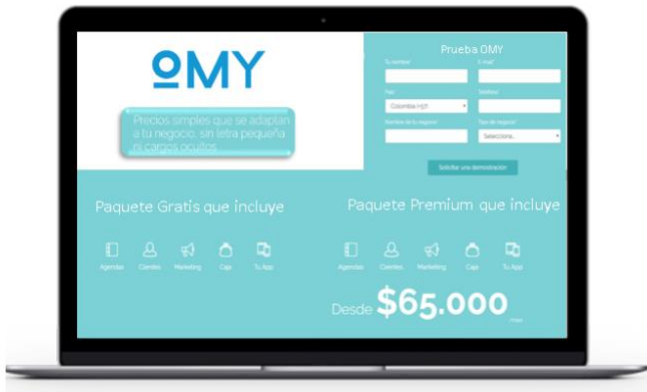 OMY
Precios simples que se adaptan
a tu negocio, sin letra pequeña
ni cargos ocultos
Prueba OMY
Tu nombre*
E-mail*
País*
Teléfono*
Colombia (+57)
Nombre de tu negocio*
Tipo de negocio*
Selecciona...
Solicitar una demostración
Paquete Gratis que incluye
Agendas Clientes Marketing Caja Tu App
Paquete Premium que incluye
Agendas Clientes Marketing Caja Tu App
Desde $65.000 /mes